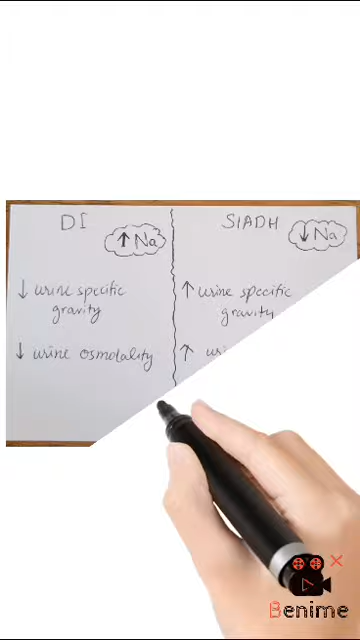 DI
↑ Na
↓ urine specific
gravity
↓ urine osmolality
SIADH
↓ Na
↑ urine specific
gravity
↑
Benime